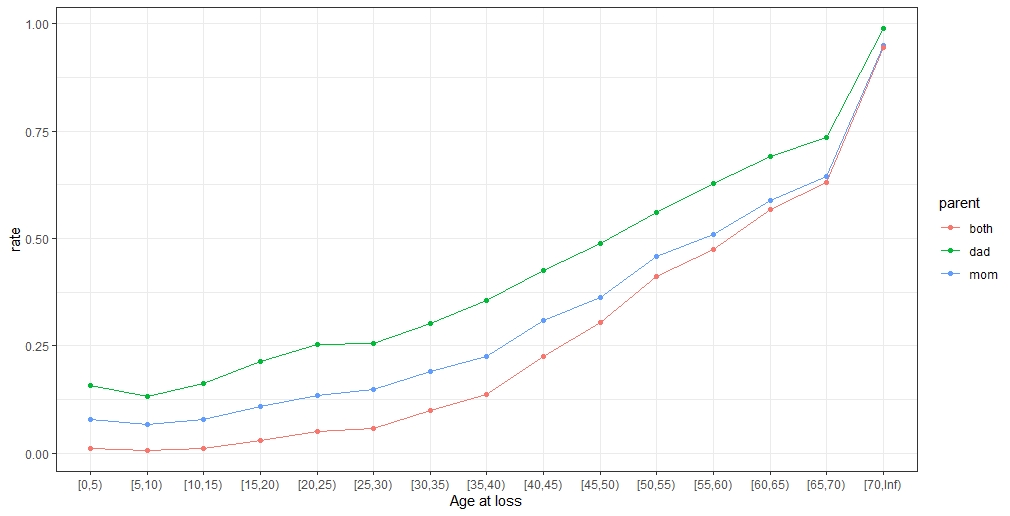 1.00
0.75
0.50
0.25
0.00
rate
[0,5) [5,10) [10,15) [15,20) [20,25) [25,30) [30,35) [35,40) [40,45) [45,50) [50,55) [55,60) [60,65) [65,70) [70,Inf)
Age at loss
parent
both
dad
mom